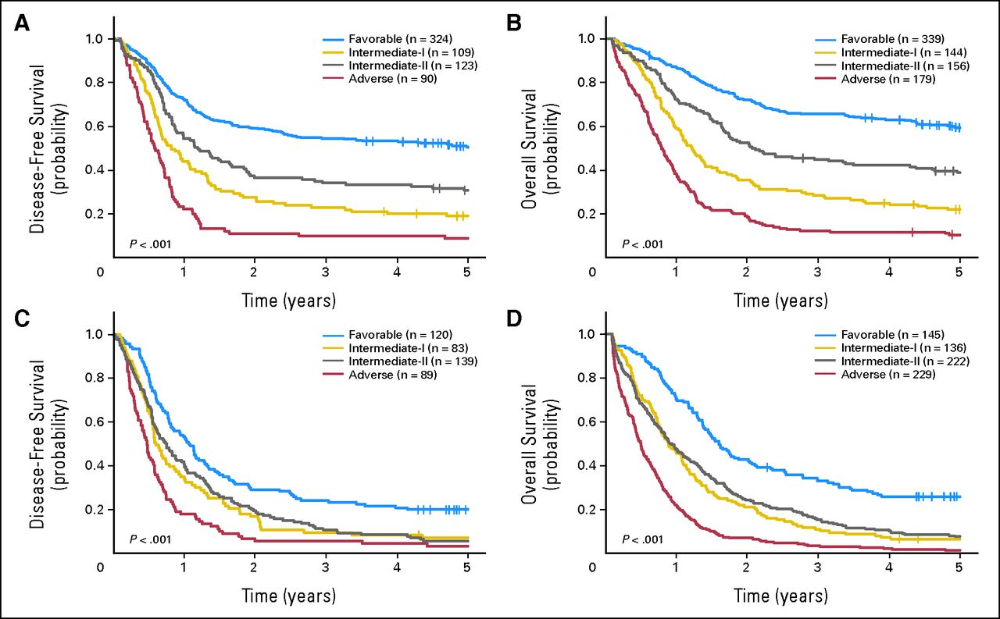 A
Disease-Free Survival
(probability)
1.0
0.8
0.6
0.4
0.2
0
1
2
3
4
5
Time (years)
Favorable (n = 324)
Intermediate-I (n = 109)
Intermediate-II (n = 123)
Adverse (n = 90)
P < .001
B
Overall Survival
(probability)
1.0
0.8
0.6
0.4
0.2
0
1
2
3
4
5
Time (years)
Favorable (n = 339)
Intermediate-I (n = 144)
Intermediate-II (n = 156)
Adverse (n = 179)
P < .001
C
Disease-Free Survival
(probability)
1.0
0.8
0.6
0.4
0.2
0
1
2
3
4
5
Time (years)
Favorable (n = 120)
Intermediate-I (n = 83)
Intermediate-II (n = 139)
Adverse (n = 89)
P < .001
D
Overall Survival
(probability)
1.0
0.8
0.6
0.4
0.2
0
1
2
3
4
5
Time (years)
Favorable (n = 145)
Intermediate-I (n = 136)
Intermediate-II (n = 222)
Adverse (n = 229)
P < .001